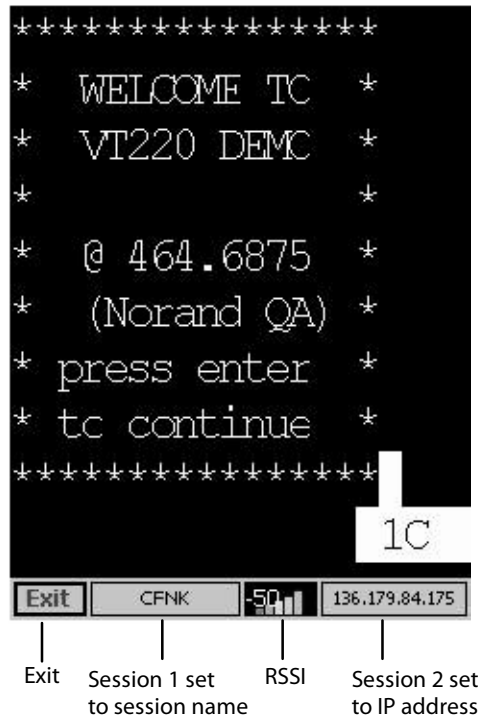 ****************
* WELCOME TC *
* VT220 DEMC *
* *
* @ 464.6875 *
* (Norand QA) *
* press enter *
* tc continue *
****************
1C
Exit CFNK -50 136.179.84.175
Exit Session 1 set to session name RSSI Session 2 set to IP address